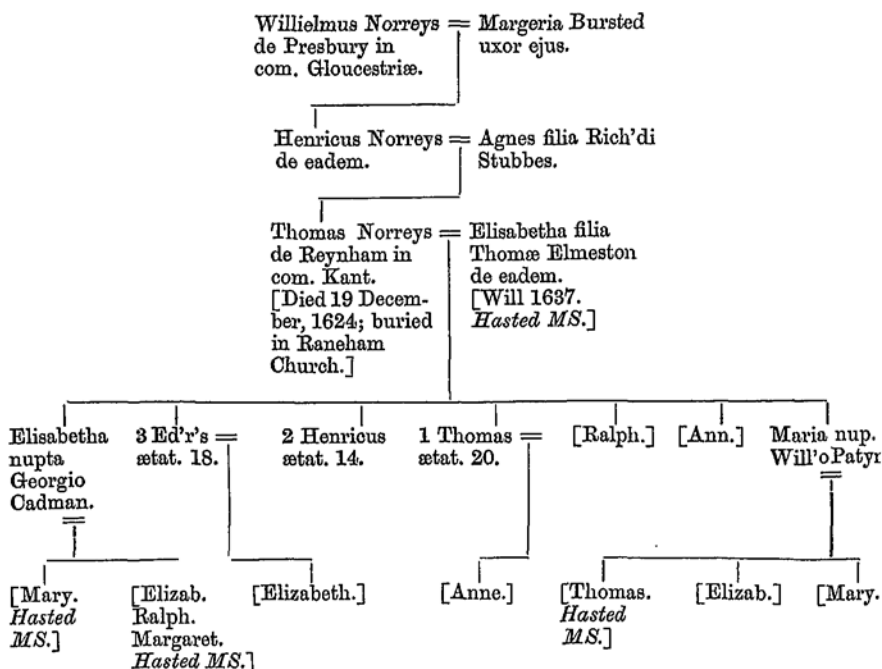 Willielmus Norreys
de Presbury in
com. Gloucestriæ.
= Margeria Bursted
uxor ejus.
Henricus Norreys
de eadem.
= Agnes filia Rich'di
Stubbes.
Thomas Norreys
de Reynham in
com. Kant.
[Died 19 Decem-
ber, 1624; buried
in Raneham
Church.]
= Elisabetha filia
Thomæ Elmeston
de eadem.
[Will 1637.
Hasted MS.]
Elisabetha
nupta
Georgio
Cadman.
=
3 Ed'r's =
ætat. 18.
2 Henricus
ætat. 14.
1 Thomas =
ætat. 20.
[Ralph.]
[Ann.]
Maria nup.
Will'o Patyr
=
[Mary.
Hasted
MS.]
[Elizab.
Ralph.
Margaret.
Hasted MS.]
[Elizabeth.]
[Anne.]
[Thomas.
Hasted
MS.]
[Elizab.]
[Mary.